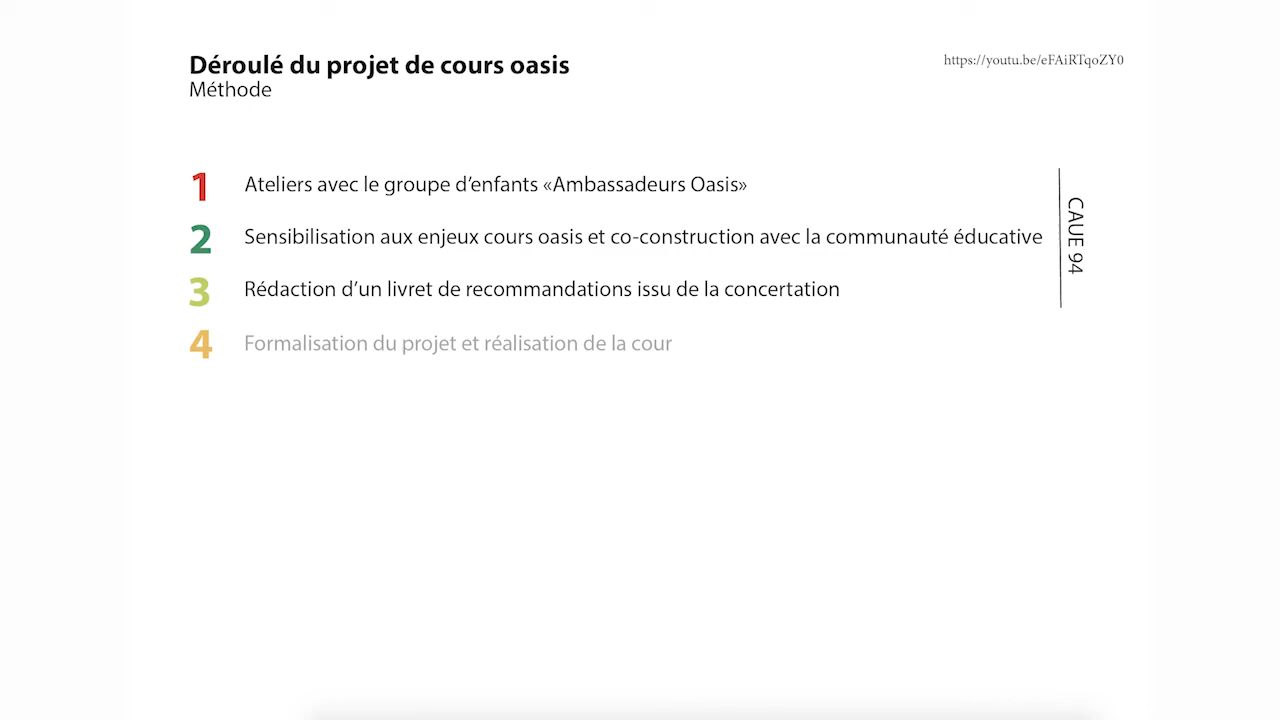 Déroulé du projet de cours oasis
Méthode
https://youtu.be/eFAiRTqoZY0
1 Ateliers avec le groupe d’enfants «Ambassadeurs Oasis»
2 Sensibilisation aux enjeux cours oasis et co-construction avec la communauté éducative
3 Rédaction d’un livret de recommandations issu de la concertation
4 Formalisation du projet et réalisation de la cour
CAUE 94